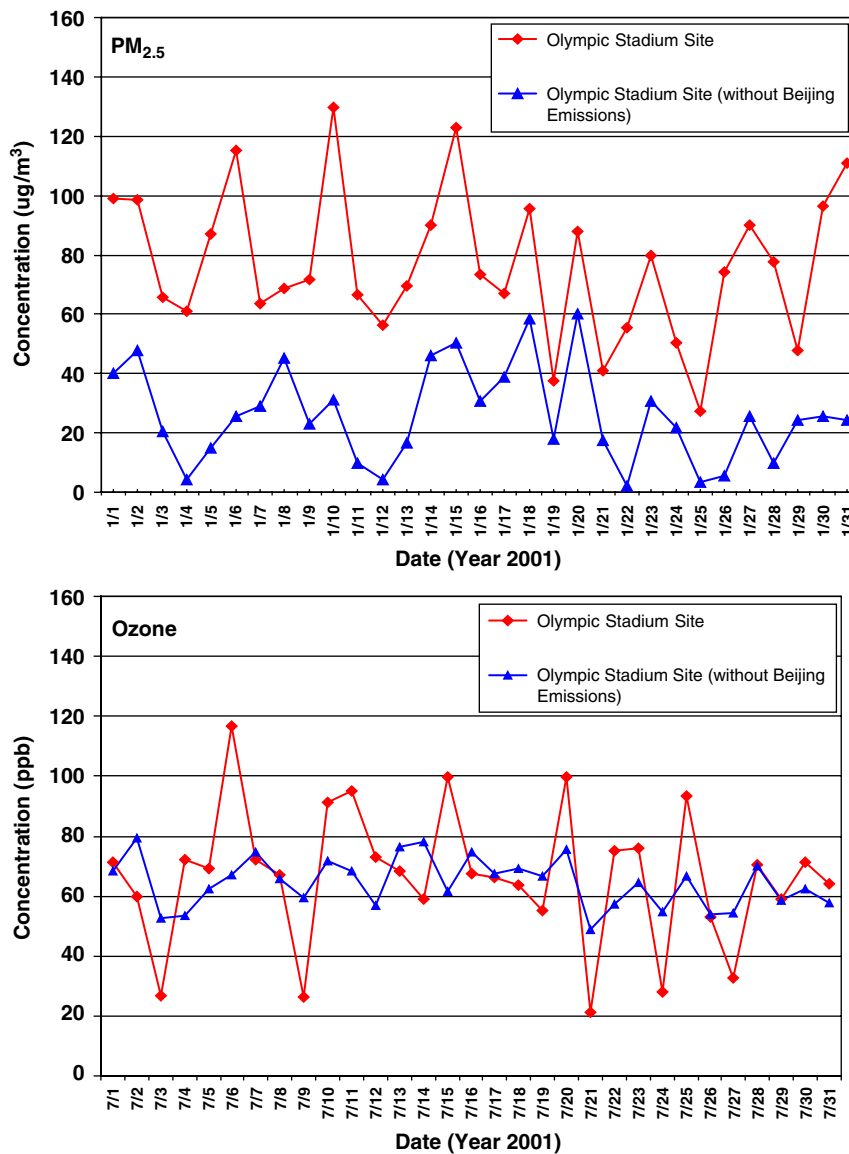 PM2.5
Olympic Stadium Site
Olympic Stadium Site (without Beijing
Emissions)
Concentration (ug/m³)
160
140
120
100
80
60
40
20
0
1/1 1/2 1/3 1/4 1/5 1/6 1/7 1/8 1/9 1/10 1/11 1/12 1/13 1/14 1/15 1/16 1/17 1/18 1/19 1/20 1/21 1/22 1/23 1/24 1/25 1/26 1/27 1/28 1/29 1/30 1/31
Date (Year 2001)
Ozone
Olympic Stadium Site
Olympic Stadium Site (without Beijing
Emissions)
Concentration (ppb)
160
140
120
100
80
60
40
20
0
7/1 7/2 7/3 7/4 7/5 7/6 7/7 7/8 7/9 7/10 7/11 7/12 7/13 7/14 7/15 7/16 7/17 7/18 7/19 7/20 7/21 7/22 7/23 7/24 7/25 7/26 7/27 7/28 7/29 7/30 7/31
Date (Year 2001)